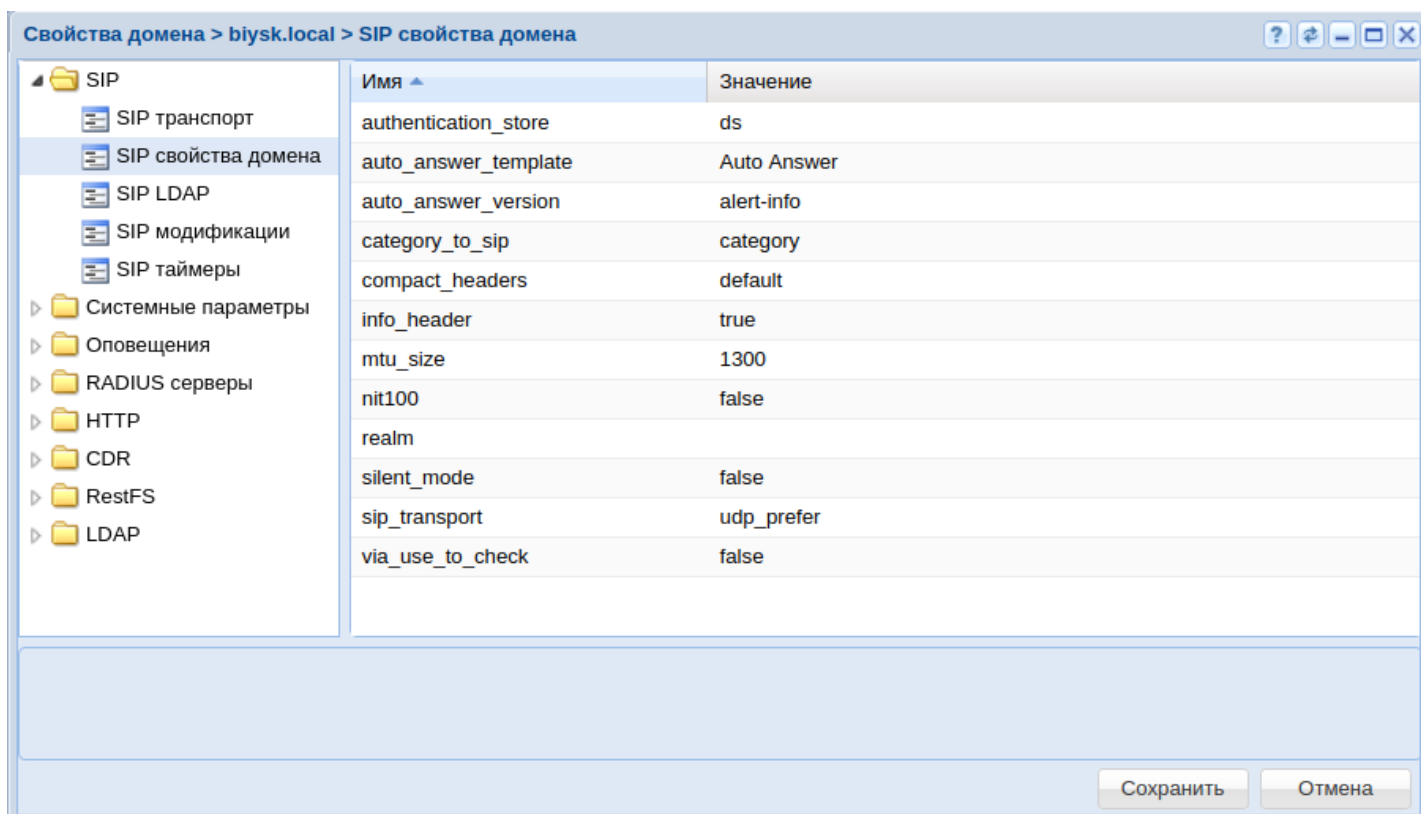 Свойства домена > biysk.local > SIP свойства домена
SIP
SIP транспорт
SIP свойства домена
SIP LDAP
SIP модификации
SIP таймеры
Системные параметры
Оповещения
RADIUS серверы
HTTP
CDR
RestFS
LDAP
Имя Значение
authentication_store ds
auto_answer_template Auto Answer
auto_answer_version alert-info
category_to_sip category
compact_headers default
info_header true
mtu_size 1300
nit100 false
realm
silent_mode false
sip_transport udp_prefer
via_use_to_check false
Сохранить Отмена